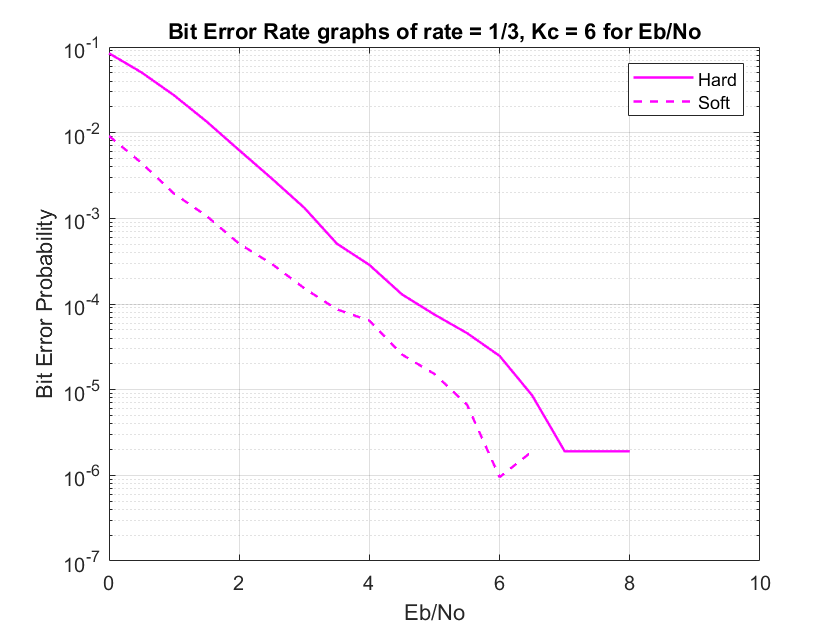 Bit Error Rate graphs of rate = 1/3, Kc = 6 for Eb/No
Hard
Soft
Bit Error Probability
10^-1
10^-2
10^-3
10^-4
10^-5
10^-6
10^-7
0 2 4 6 8 10
Eb/No